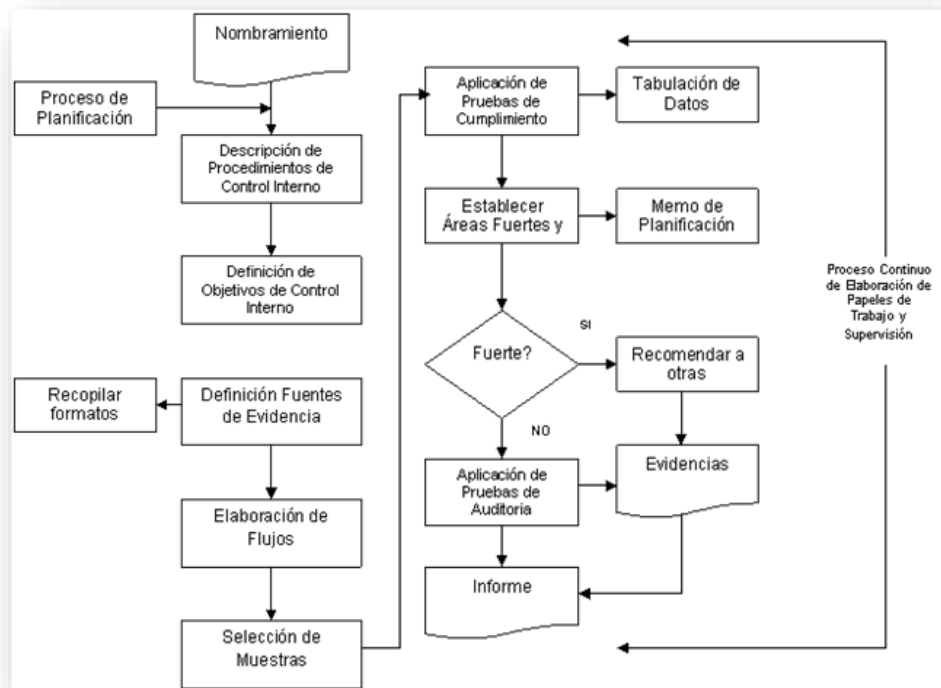 Nombramiento
Proceso de
Planificación
Descripción de
Procedimientos de
Control Interno
Definición de
Objetivos de Control
Interno
Recopilar
formatos
Definición Fuentes
de Evidencia
Elaboración de
Flujos
Selección de
Muestras
Aplicación de
Pruebas de
Cumplimiento
Tabulación de
Datos
Establecer
Áreas Fuertes y
Memo de
Planificación
Fuerte?
SI
Recomendar a
otras
NO
Aplicación de
Pruebas de
Auditoria
Evidencias
Informe
Proceso Continuo
de Elaboración de
Papeles de
Trabajo y
Supervisión